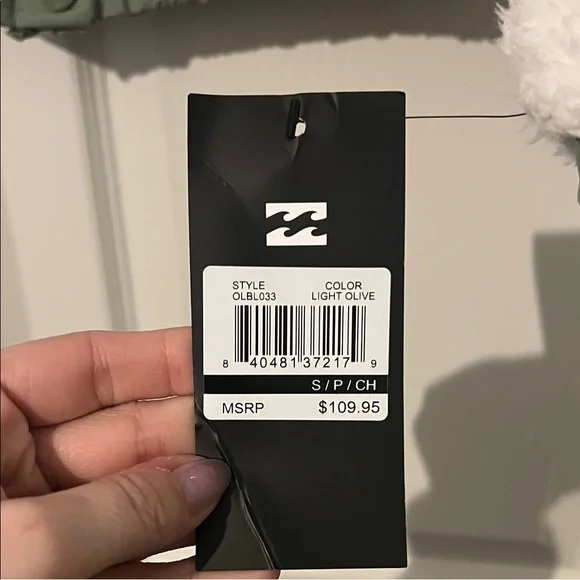 STYLE COLOR
OLBL033 LIGHT OLIVE
8 40481 37217 9
S / P / CH
MSRP $109.95